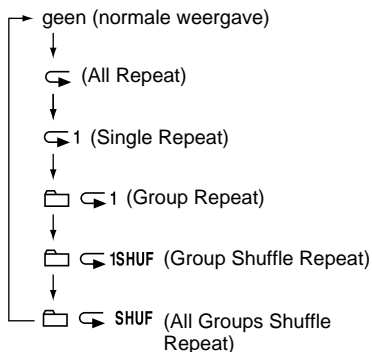 geen (normale weergave)
(All Repeat)
1 (Single Repeat)
1 (Group Repeat)
1SHUF (Group Shuffle Repeat)
SHUF (All Groups Shuffle
Repeat)